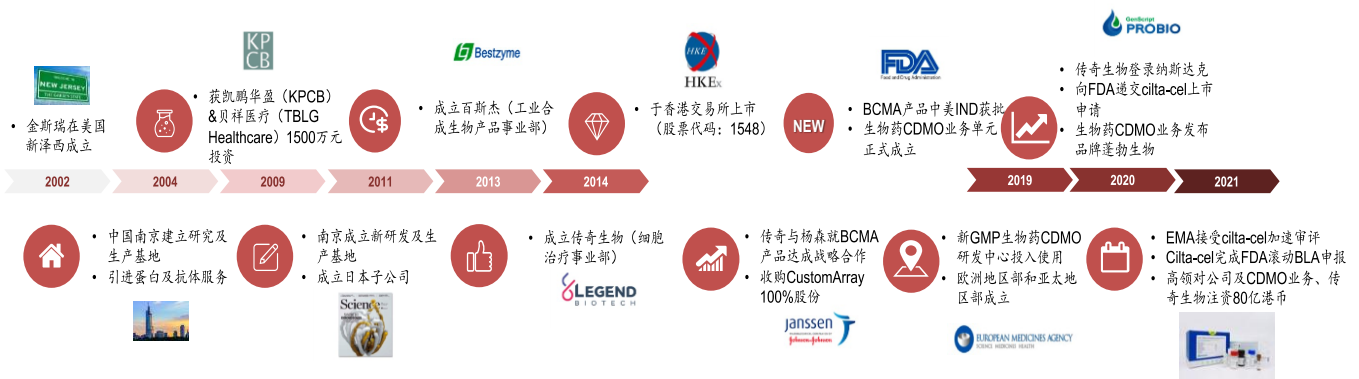 GenScript
PROBIO
KP
CB
Bestzyme
HKEx
HKEx
FDA
Food and Drug Administration
WELCOME TO
NEW JERSEY
• 金斯瑞在美国
新泽西成立
• 获凯鹏华盈（KPCB）
&贝祥医疗（TBLG
Healthcare）1500万元
投资
• 成立百斯杰（工业合
成生物产品事业部）
• 于香港交易所上市
（股票代码：1548）
NEW
• BCMA产品中美IND获批
• 生物药CDMO业务单元
正式成立
• 传奇生物登录纳斯达克
• 向FDA递交cilta-cel上市
申请
• 生物药CDMO业务发布
品牌蓬勃生物
2002
2004
2009
2011
2013
2014
2019
2020
2021
• 中国南京建立研究及
生产基地
• 引进蛋白及抗体服务
• 南京成立新研发及生
产基地
• 成立日本子公司
Science
• 成立传奇生物（细胞
治疗事业部）
LEGEND
BIOTECH
• 传奇与杨森就BCMA
产品达成战略合作
• 收购CustomArray
100%股份
janssen
Johnson-Johnson
• 新GMP生物药CDMO
研发中心投入使用
• 欧洲地区部和亚太地
区部成立
EUROPEAN MEDICINES AGENCY
SCIENCE MEDICINES HEALTH
• EMA接受cilta-cel加速审评
• Cilta-cel完成FDA滚动BLA申报
• 高领对公司及CDMO业务、传
奇生物注资80亿港币